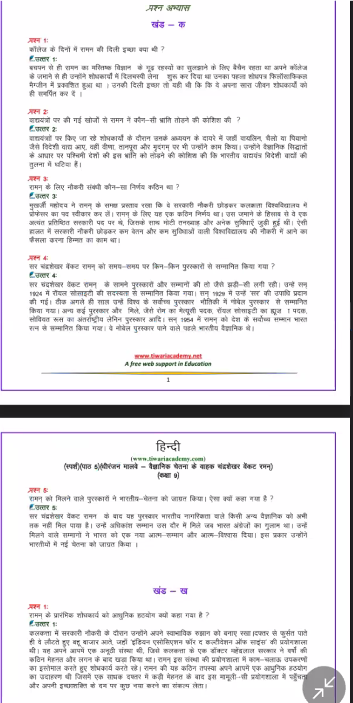 प्रश्न अभ्यास
खंड – क
प्रश्न 1:
कॉलेज के दिनों में रामन की दिली इच्छा क्या थी ?
उत्तर 1:
बचपन से ही रामन का मस्तिष्क विज्ञान के गूढ़ रहस्यों को सुलझाने के लिए बैचैन रहता था अपने कॉलेज
के जमाने से ही उन्होंने शोधकार्यों में दिलचस्पी लेना शुरू कर दिया था उनका पहला शोधपत्र फिलॉसॉफिकल
मैग्जीन में प्रकाशित हुआ था । उनकी दिली इच्छा तो यही थी कि कि वे अपना सारा जीवन शोधकार्यों को
ही समर्पित कर दें ।
प्रश्न 2:
वाद्ययंत्रों पर की गई खोजों से रामन ने कौन–सी भ्रांति तोड़ने की कोशिश की ?
उत्तर 2:
वाद्ययंत्रों पर किए जा रहे शोधकार्यों के दौरान उनके अध्ययन के दायरे में जहाँ वायलिन, चैलो या पियानो
जैसे विदेशी वाद्य आए, वहीं वीणा, तानपूरा और मृदंगम् पर भी उन्होंने काम किया। उन्होंने वैज्ञानिक सिद्धांतों
के आधार पर पश्चिमी देशों की इस भ्रांति को तोड़ने की कोशिश की कि भारतीय वाद्ययंत्र विदेशी वाद्यों की
तुलना में घटिया हैं।
प्रश्न 3:
रामन् के लिए नौकरी संबंधी कौन–सा निर्णय कठिन था ?
उत्तर 3:
मुखर्जी महोदय ने रामन् के समक्ष प्रस्ताव रखा कि वे सरकारी नौकरी छोड़कर कलकत्ता विश्वविद्यालय में
प्रोफेसर का पद स्वीकार कर लें। रामन् के लिए यह एक कठिन निर्णय था। उस जमाने के हिसाब से वे एक
अत्यंत प्रतिष्ठित सरकारी पद पर थे, जिसके साथ मोटी तनख्वाह और अनेक सुविधाएँ जुड़ी हुई थीं। ऐसी
हालत में सरकारी नौकरी छोड़कर कम वेतन और कम सुविधाओं वाली विश्वविद्यालय की नौकरी में आने का
फैसला करना हिम्मत का काम था।
प्रश्न 4:
सर चंद्रशेखर वेंकट रामन् को समय–समय पर किन–किन पुरस्कारों से सम्मानित किया गया ?
उत्तर 4:
सर चंद्रशेखर वेंकट रामन् के सामने पुरस्कारों और सम्मानों की तो जैसे झड़ी–सी लगी रही। उन्हें सन्
1924 में रॉयल सोसाइटी की सदस्यता से सम्मानित किया गया। सन् 1929 में उन्हें 'सर' की उपाधि प्रदान
की गई। ठीक अगले ही साल उन्हें विश्व के सर्वोच्च पुरस्कार भौतिकी में नोबेल पुरस्कार से सम्मानित
किया गया। अन्य कई पुरस्कार और मिले, जैसे रोम का मेत्यूसी पदक, रॉयल सोसाइटी का ह्यूज पदक,
सोवियत रूस का अंतर्राष्ट्रीय लेनिन पुरस्कार आदि। सन् 1954 में रामन् को देश के सर्वोच्च सम्मान भारत
रत्न से सम्मानित किया गया। वे नोबेल पुरस्कार पाने वाले पहले भारतीय वैज्ञानिक थे।
www.tiwariacademy.net
A free web support in Education
1
हिन्दी
(www.tiwariacademy.com)
(स्पर्श)(पाठ 5)(धीरंजन मालवे – वैज्ञानिक चेतना के वाहक चंद्रशेखर वेंकट रमन्)
(कक्षा 9)
प्रश्न 5:
रामन् को मिलने वाले पुरस्कारों ने भारतीय–चेतना को जाग्रत किया। ऐसा क्यों कहा गया है ?
उत्तर 5:
सर चंद्रशेखर वेंकट रामन् के बाद यह पुरस्कार भारतीय नागरिकता वाले किसी अन्य वैज्ञानिक को अभी
तक नहीं मिल पाया है। उन्हें अधिकांश सम्मान उस दौर में मिले जब भारत अंग्रेजों का गुलाम था। उन्हें
मिलने वाले सम्मानो ने भारत को एक नया आत्म–सम्मान और आत्म–विश्वास दिया। इस प्रकार उन्होंने
भारतीयों में नई चेतना को जाग्रत किया ।
खंड – ख
प्रश्न 1:
रामन् के प्रारंभिक शोधकार्य को आधुनिक हठयोग क्यों कहा गया है ?
उत्तर 1:
कलकत्ता में सरकारी नौकरी के दौरान उन्होंने अपने स्वाभाविक रुझान को बनाए रखा।दफ्तर से फुर्सत पाते
ही वे लौटते हुए बहू बाजार आते, जहाँ 'इंडियन एसोसिएशन फॉर द कल्टीवेशन ऑफ साइंस' की प्रयोगशाला
थी। यह अपने आपमें एक अनूठी संस्था थी, जिसे कलकत्ता के एक डॉक्टर महेंद्रलाल सरकार ने वर्षों की
कठिन मेहनत और लगन के बाद खड़ा किया था। रामन् इस संस्था की प्रयोगशाला में काम–चलाऊ उपकरणों
का इस्तेमाल करते हुए शोधकार्य करते रहे। रामन की यह कठिन तपस्या अपने आपमें एक आधुनिक हठयोग
का उदाहरण थी जिसमें एक साधक दफ्तर में कड़ी मेहनत के बाद इस मामूली–सी प्रयोगशाला में पहुँचता
और अपनी इच्छाशक्ति के दम पर कुछ नया करने का संकल्प लेता।